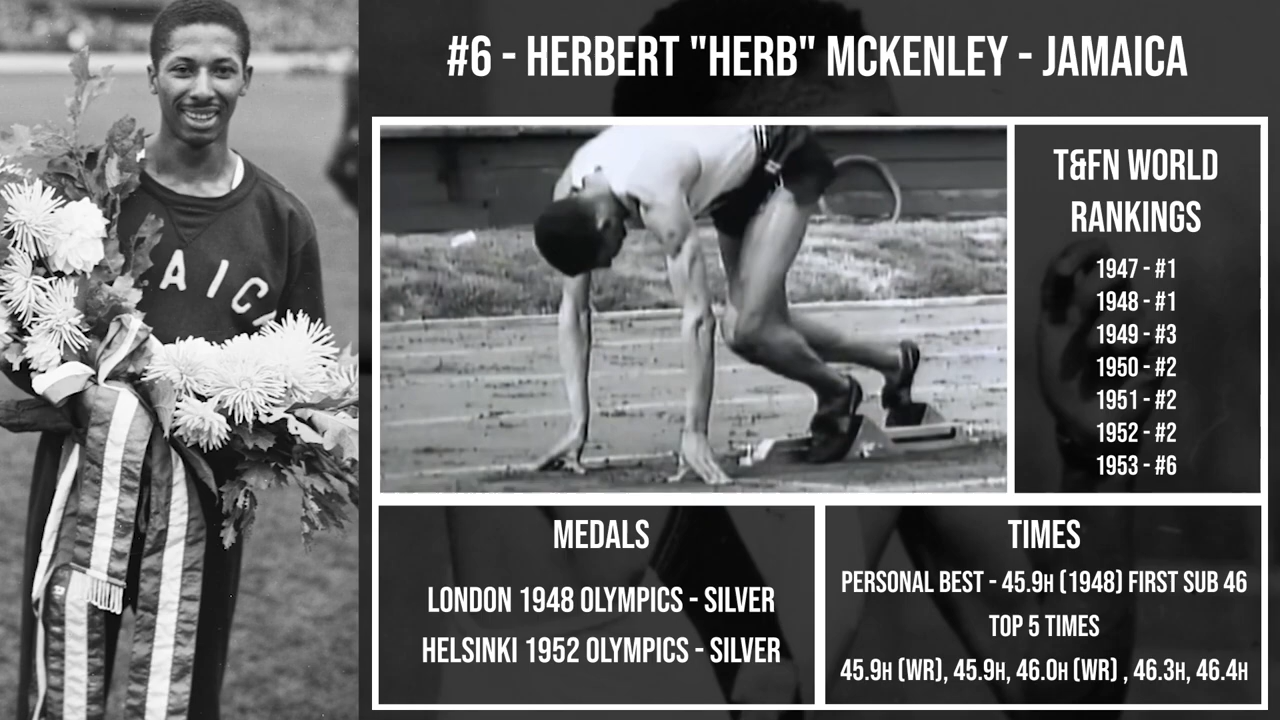 #6 - HERBERT "HERB" MCKENLEY - JAMAICA
AIC
T&FN WORLD
RANKINGS
1947 - #1
1948 - #1
1949 - #3
1950 - #2
1951 - #2
1952 - #2
1953 - #6
MEDALS
LONDON 1948 OLYMPICS - SILVER
HELSINKI 1952 OLYMPICS - SILVER
TIMES
PERSONAL BEST - 45.9H (1948) FIRST SUB 46
TOP 5 TIMES
45.9H (WR), 45.9H, 46.0H (WR) , 46.3H, 46.4H